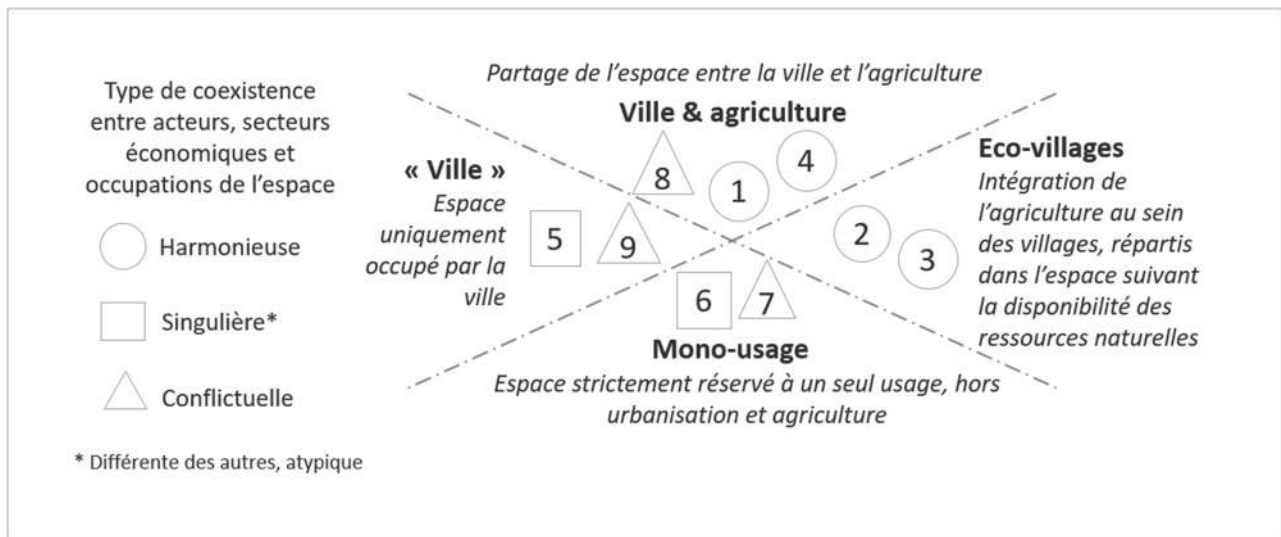 Type de coexistence
entre acteurs, secteurs
économiques et
occupations de l’espace
Harmonieuse
Singulière*
Conflictuelle
* Différente des autres, atypique
Partage de l’espace entre la ville et l’agriculture
Ville & agriculture
8
1
4
« Ville »
Espace
uniquement
occupé par la
ville
5
9
Eco-villages
Intégration de
l’agriculture au sein
des villages, répartis
dans l’espace suivant
la disponibilité des
ressources naturelles
2
3
6
7
Mono-usage
Espace strictement réservé à un seul usage, hors
urbanisation et agriculture